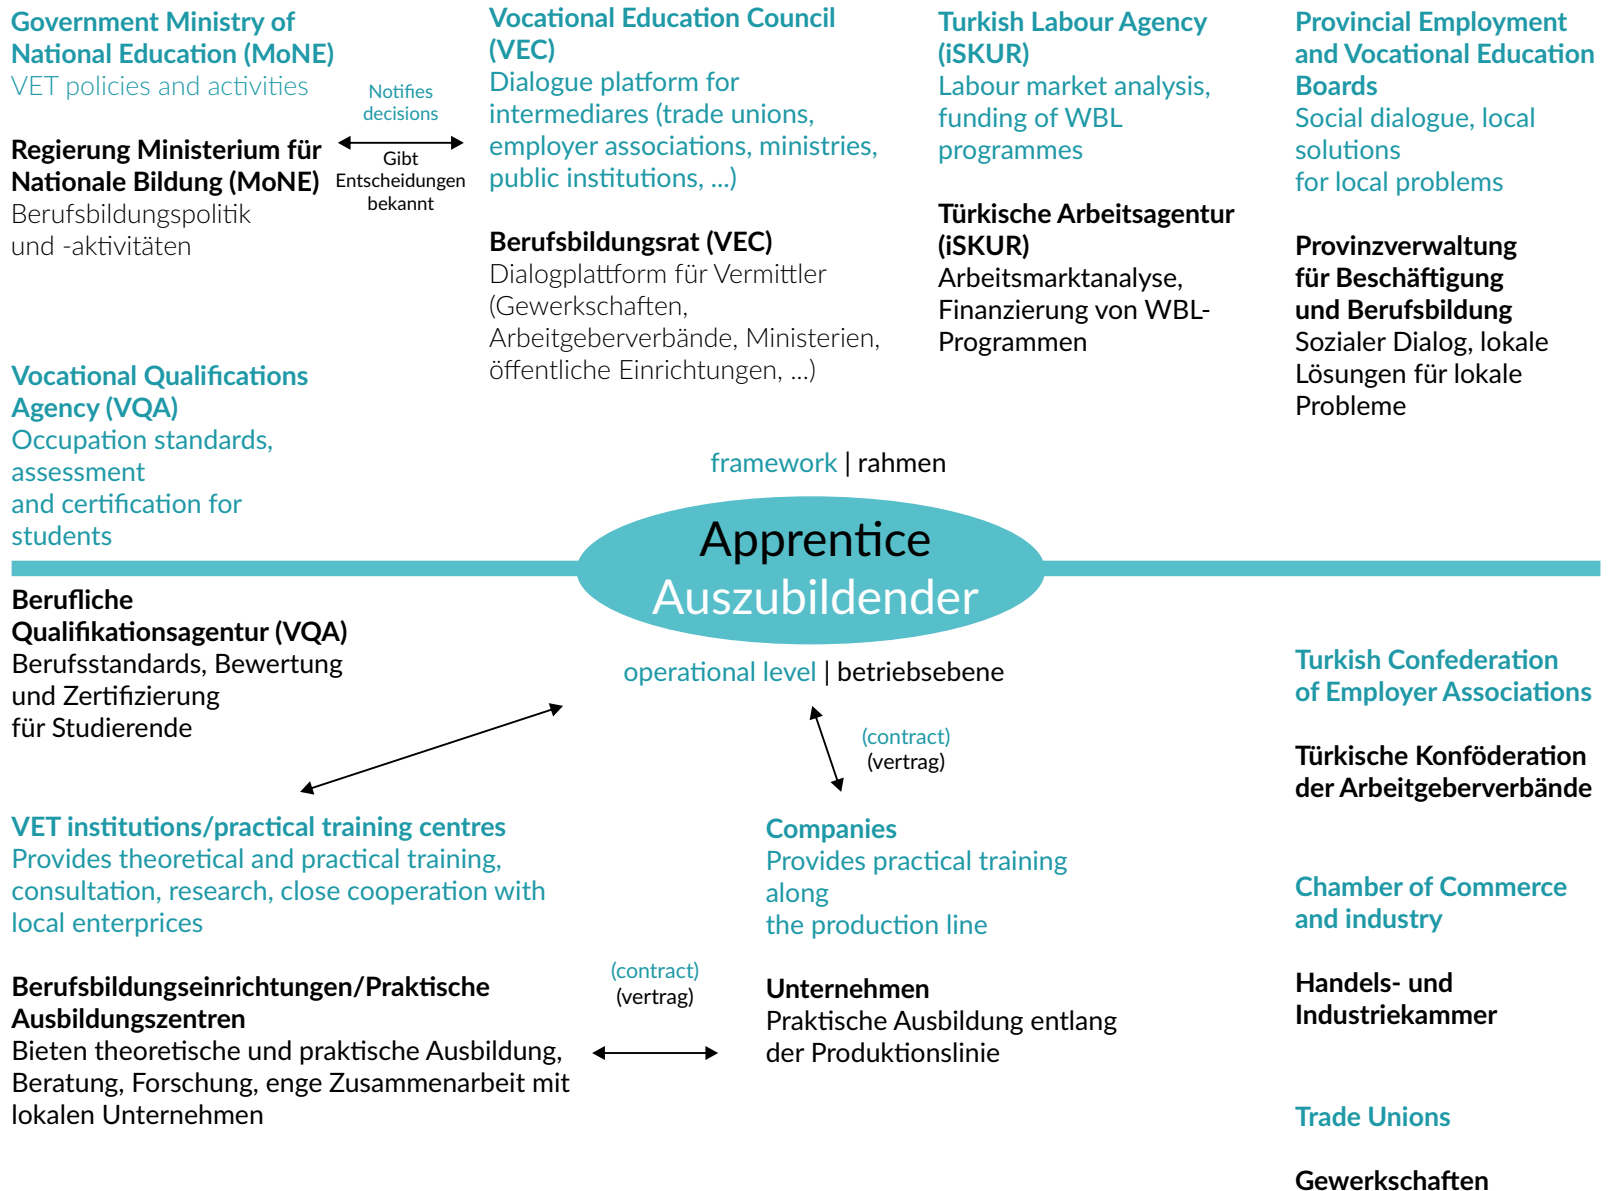 Government Ministry of
National Education (MoNE)
VET policies and activities
Regierung Ministerium für
Nationale Bildung (MoNE)
Berufsbildungspolitik
und -aktivitäten
Notifies
decisions
Gibt
Entscheidungen
bekannt
Vocational Education Council
(VEC)
Dialogue platform for
intermediares (trade unions,
employer associations, ministries,
public institutions, ...)
Berufsbildungsrat (VEC)
Dialogplattform für Vermittler
(Gewerkschaften,
Arbeitgeberverbände, Ministerien,
öffentliche Einrichtungen, ...)
Turkish Labour Agency
(iSKUR)
Labour market analysis,
funding of WBL
programmes
Türkische Arbeitsagentur
(iSKUR)
Arbeitsmarktanalyse,
Finanzierung von WBL-
Programmen
Provincial Employment
and Vocational Education
Boards
Social dialogue, local
solutions
for local problems
Provinzverwaltung
für Beschäftigung
und Berufsbildung
Sozialer Dialog, lokale
Lösungen für lokale
Probleme
Vocational Qualifications
Agency (VQA)
Occupation standards,
assessment
and certification for
students
Berufliche
Qualifikationsagentur (VQA)
Berufsstandards, Bewertung
und Zertifizierung
für Studierende
framework | rahmen
Apprentice
Auszubildender
operational level | betriebsebene
(contract)
(vertrag)
VET institutions/practical training centres
Provides theoretical and practical training,
consultation, research, close cooperation with
local enterprices
Berufsbildungseinrichtungen/Praktische
Ausbildungszentren
Bieten theoretische und praktische Ausbildung,
Beratung, Forschung, enge Zusammenarbeit mit
lokalen Unternehmen
(contract)
(vertrag)
Companies
Provides practical training
along
the production line
Unternehmen
Praktische Ausbildung entlang
der Produktionslinie
Turkish Confederation
of Employer Associations
Türkische Konföderation
der Arbeitgeberverbände
Chamber of Commerce
and industry
Handels- und
Industriekammer
Trade Unions
Gewerkschaften